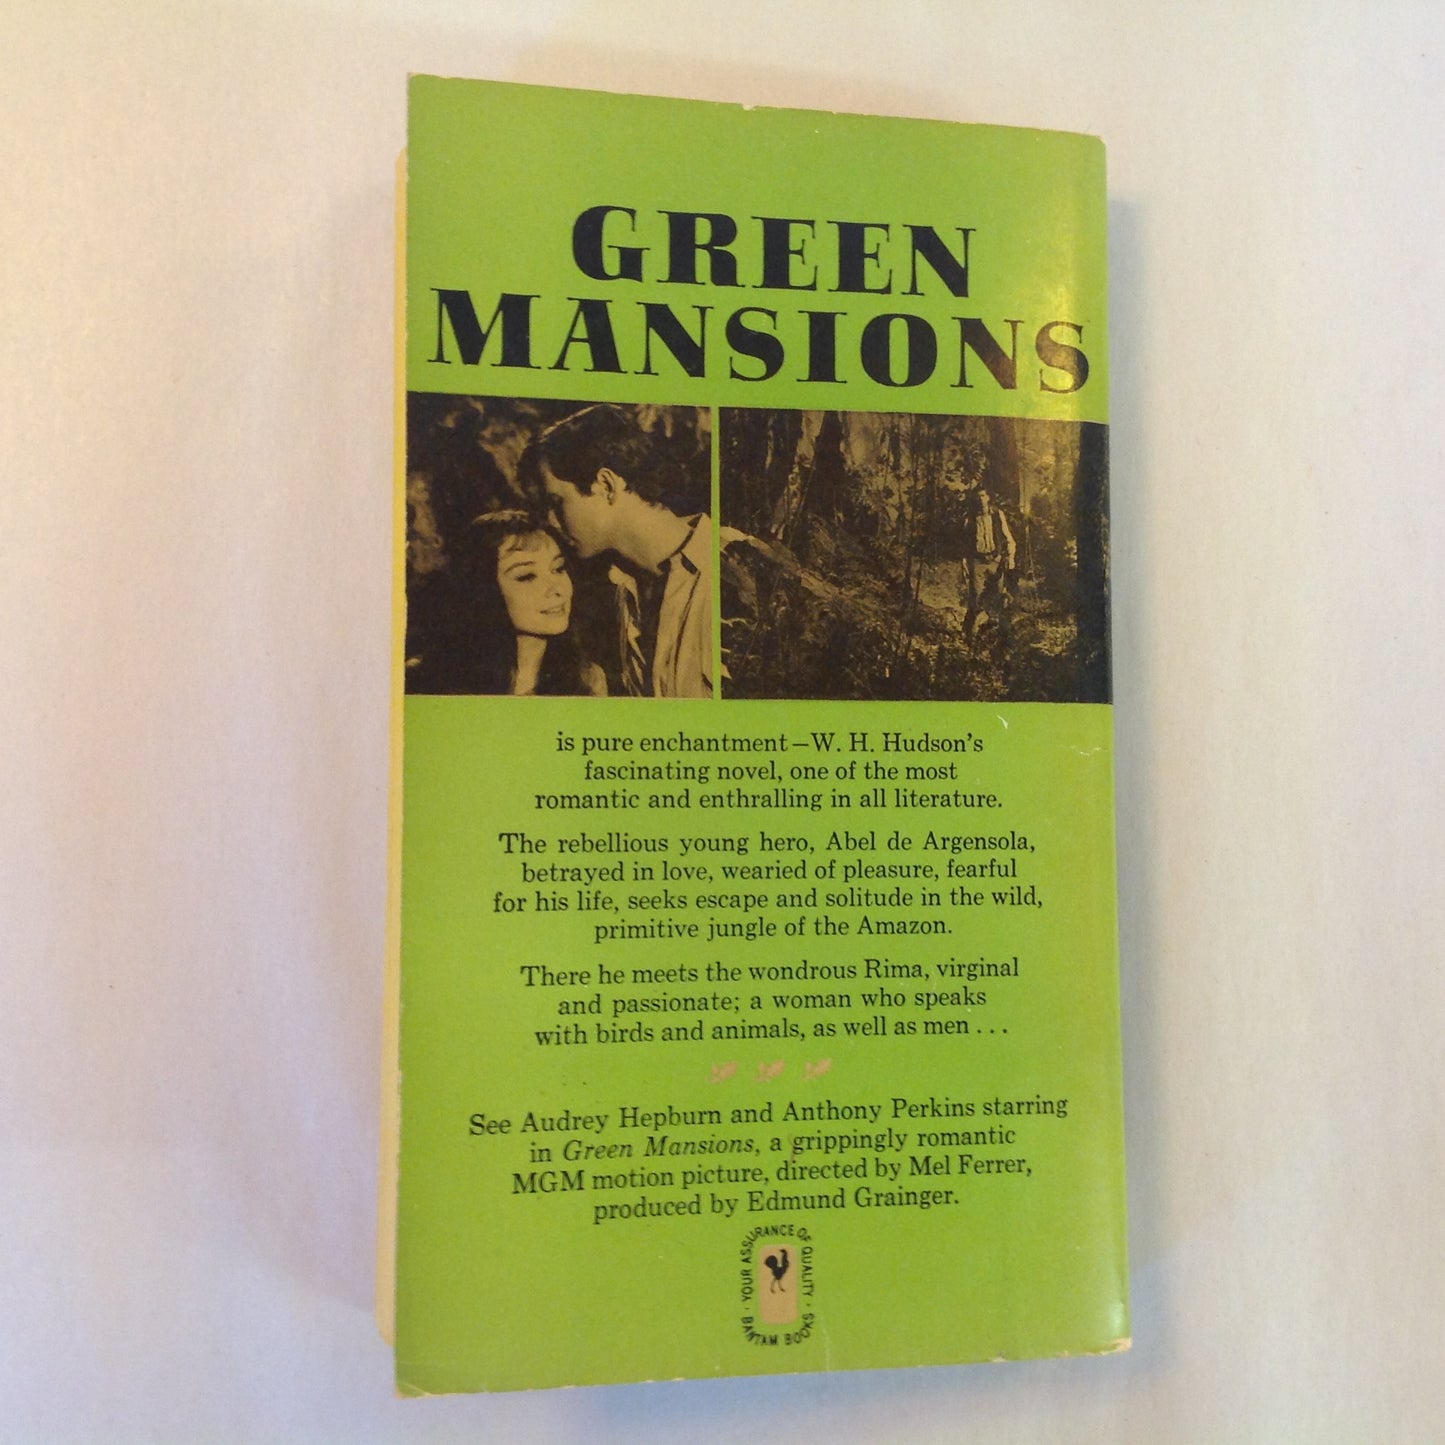 GREEN
MANSIONS
is pure enchantment—W. H. Hudson's
fascinating novel, one of the most
romantic and enthralling in all literature.
The rebellious young hero, Abel de Argensola,
betrayed in love, wearied of pleasure, fearful
for his life, seeks escape and solitude in the wild,
primitive jungle of the Amazon.
There he meets the wondrous Rima, virginal
and passionate; a woman who speaks
with birds and animals, as well as men . . .
See Audrey Hepburn and Anthony Perkins starring
in Green Mansions, a grippingly romantic
MGM motion picture, directed by Mel Ferrer,
produced by Edmund Grainger.
YOUR ASSURANCE OF QUALITY · BANTAM BOOKS ·